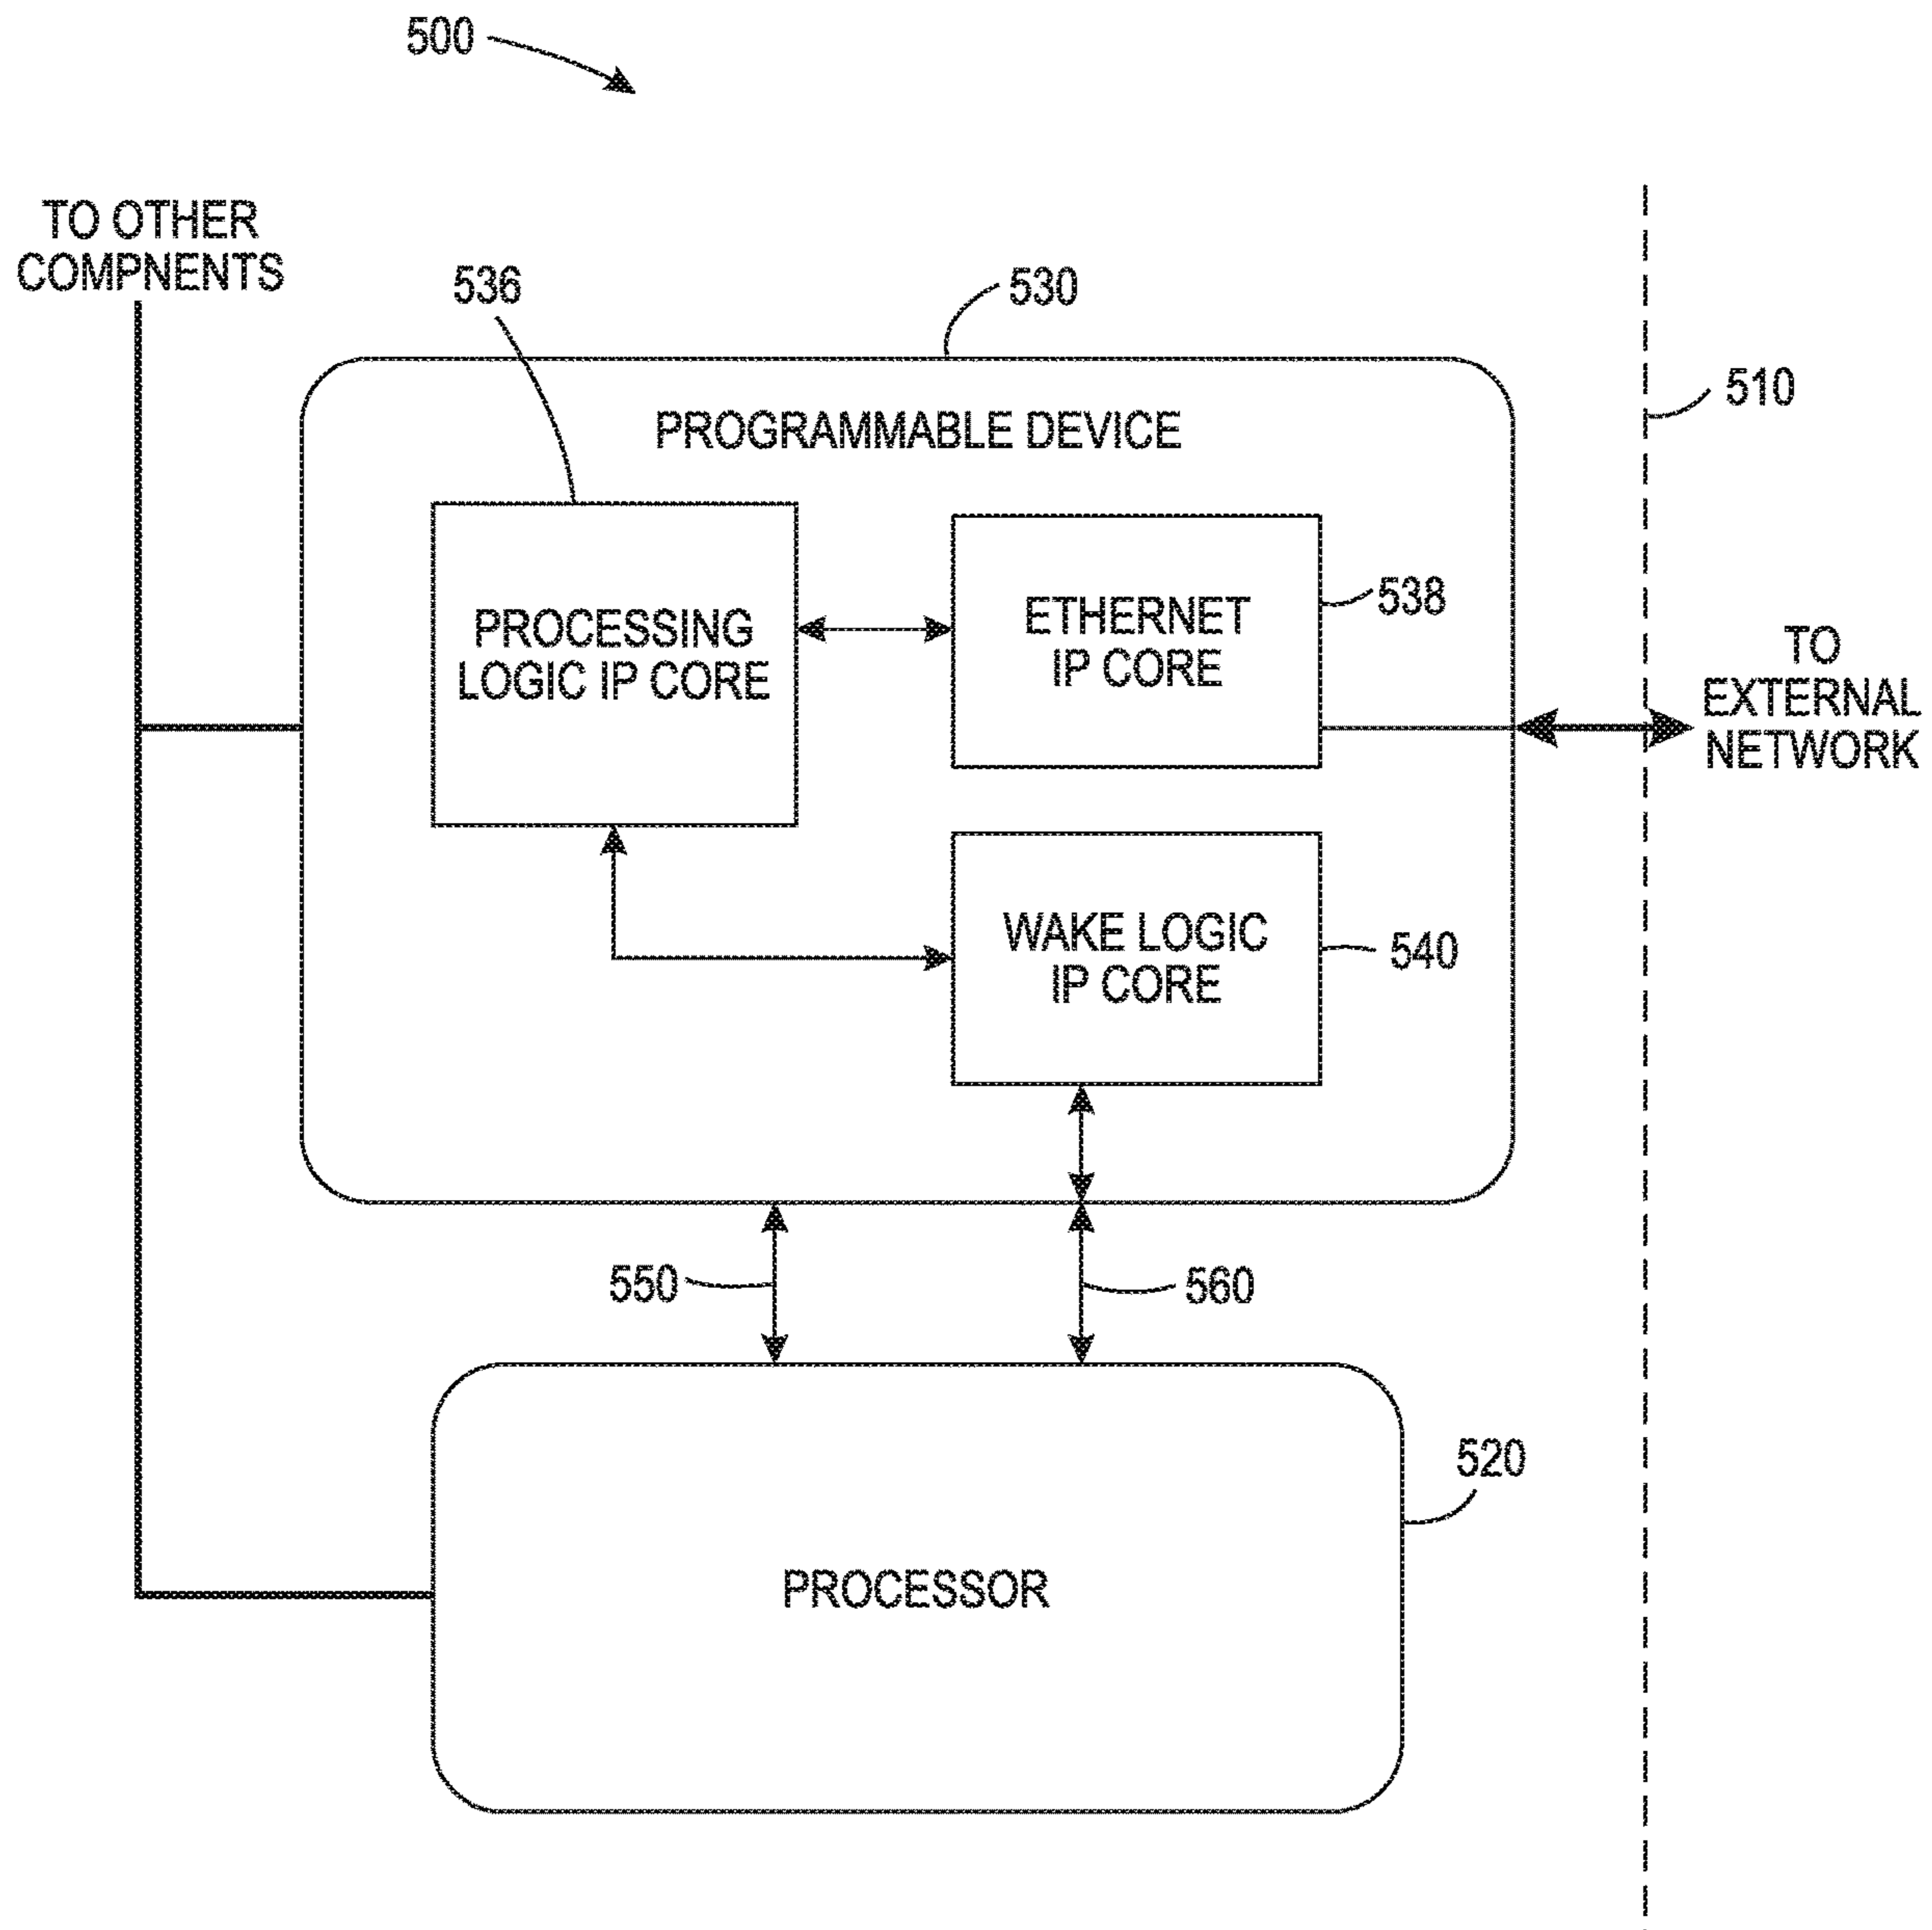 500
TO OTHER
COMPNENTS
536
530
510
PROGRAMMABLE DEVICE
PROCESSING
LOGIC IP CORE
ETHERNET
IP CORE
538
TO
EXTERNAL
NETWORK
WAKE LOGIC
IP CORE
540
550
560
520
PROCESSOR